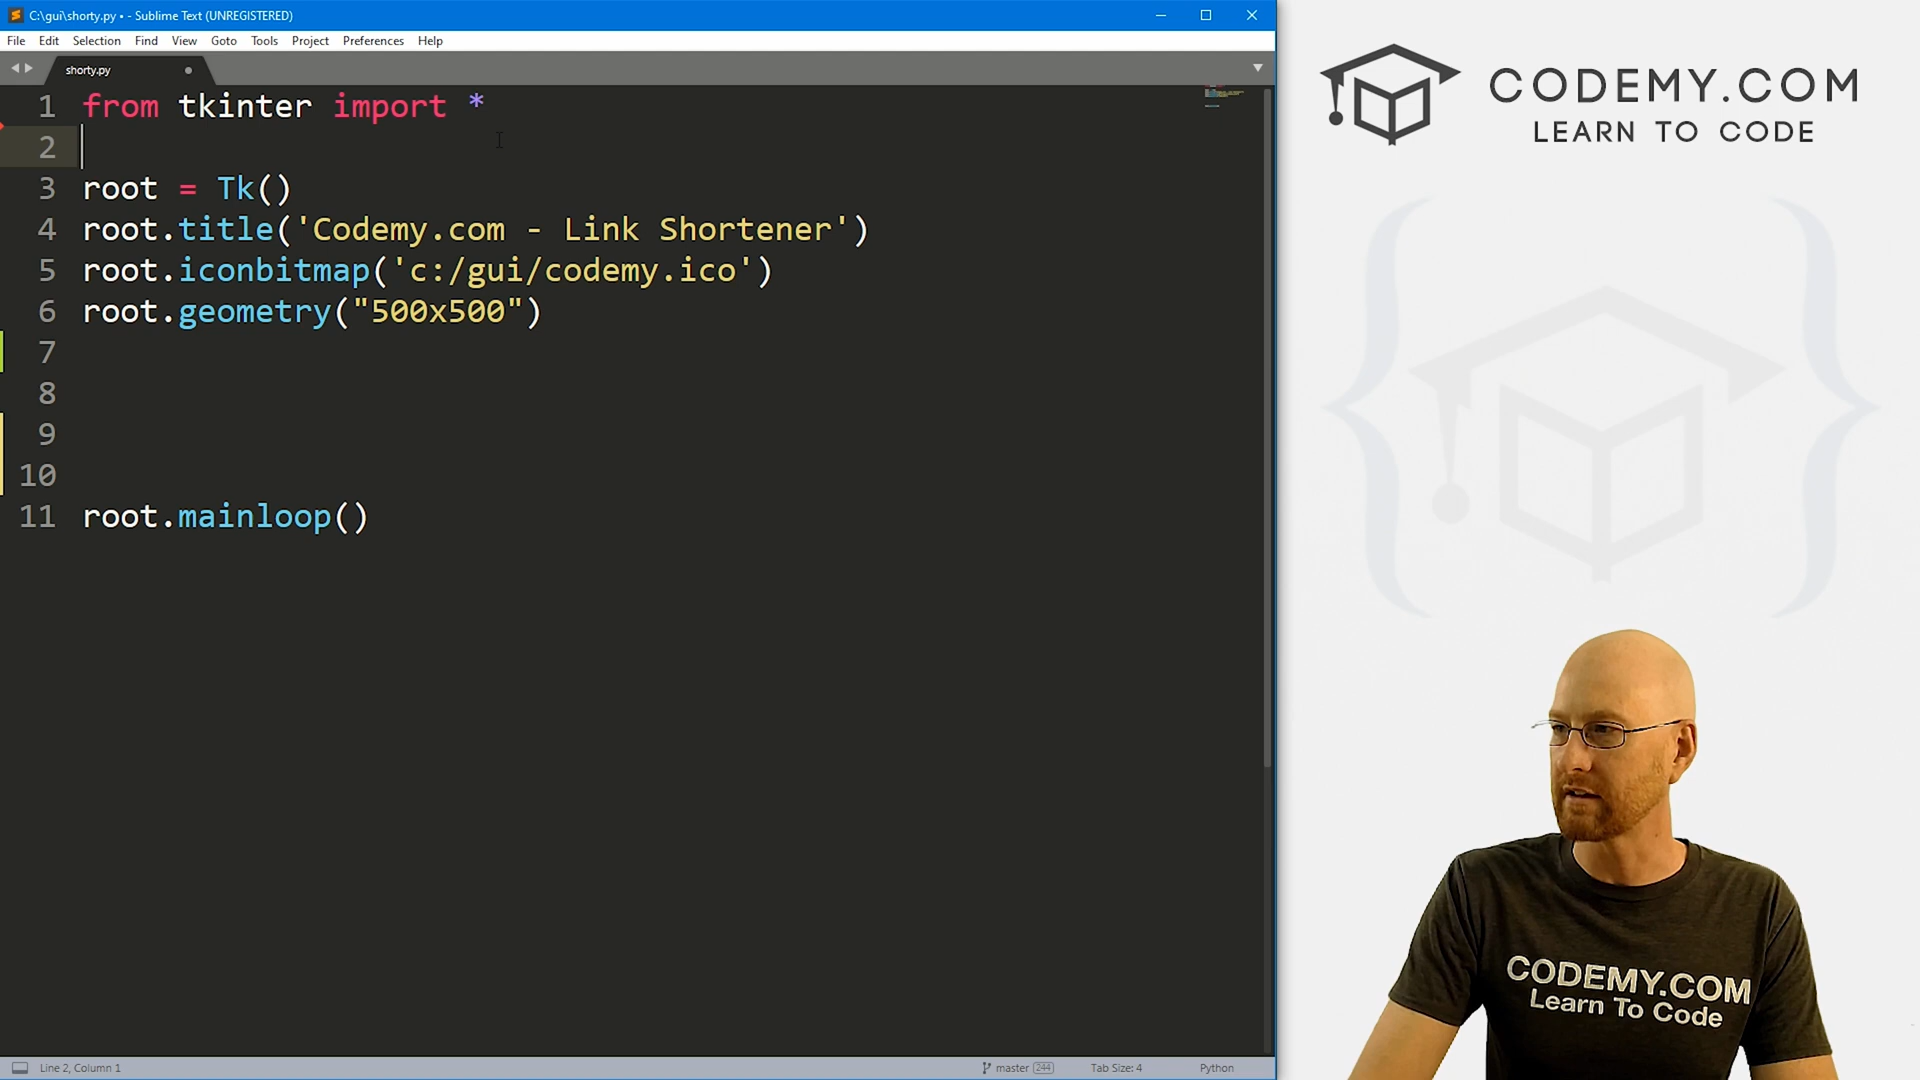 C:\gui\shorty.py • - Sublime Text (UNREGISTERED)
File Edit Selection Find View Goto Tools Project Preferences Help
shorty.py
1 from tkinter import *
2
3 root = Tk()
4 root.title('Codemy.com - Link Shortener')
5 root.iconbitmap('c:/gui/codemy.ico')
6 root.geometry("500x500")
7
8
9
10
11 root.mainloop()
Line 2, Column 1
master 244
Tab Size: 4
Python
CODEMY.COM
LEARN TO CODE
CODEMY.COM
Learn To Code